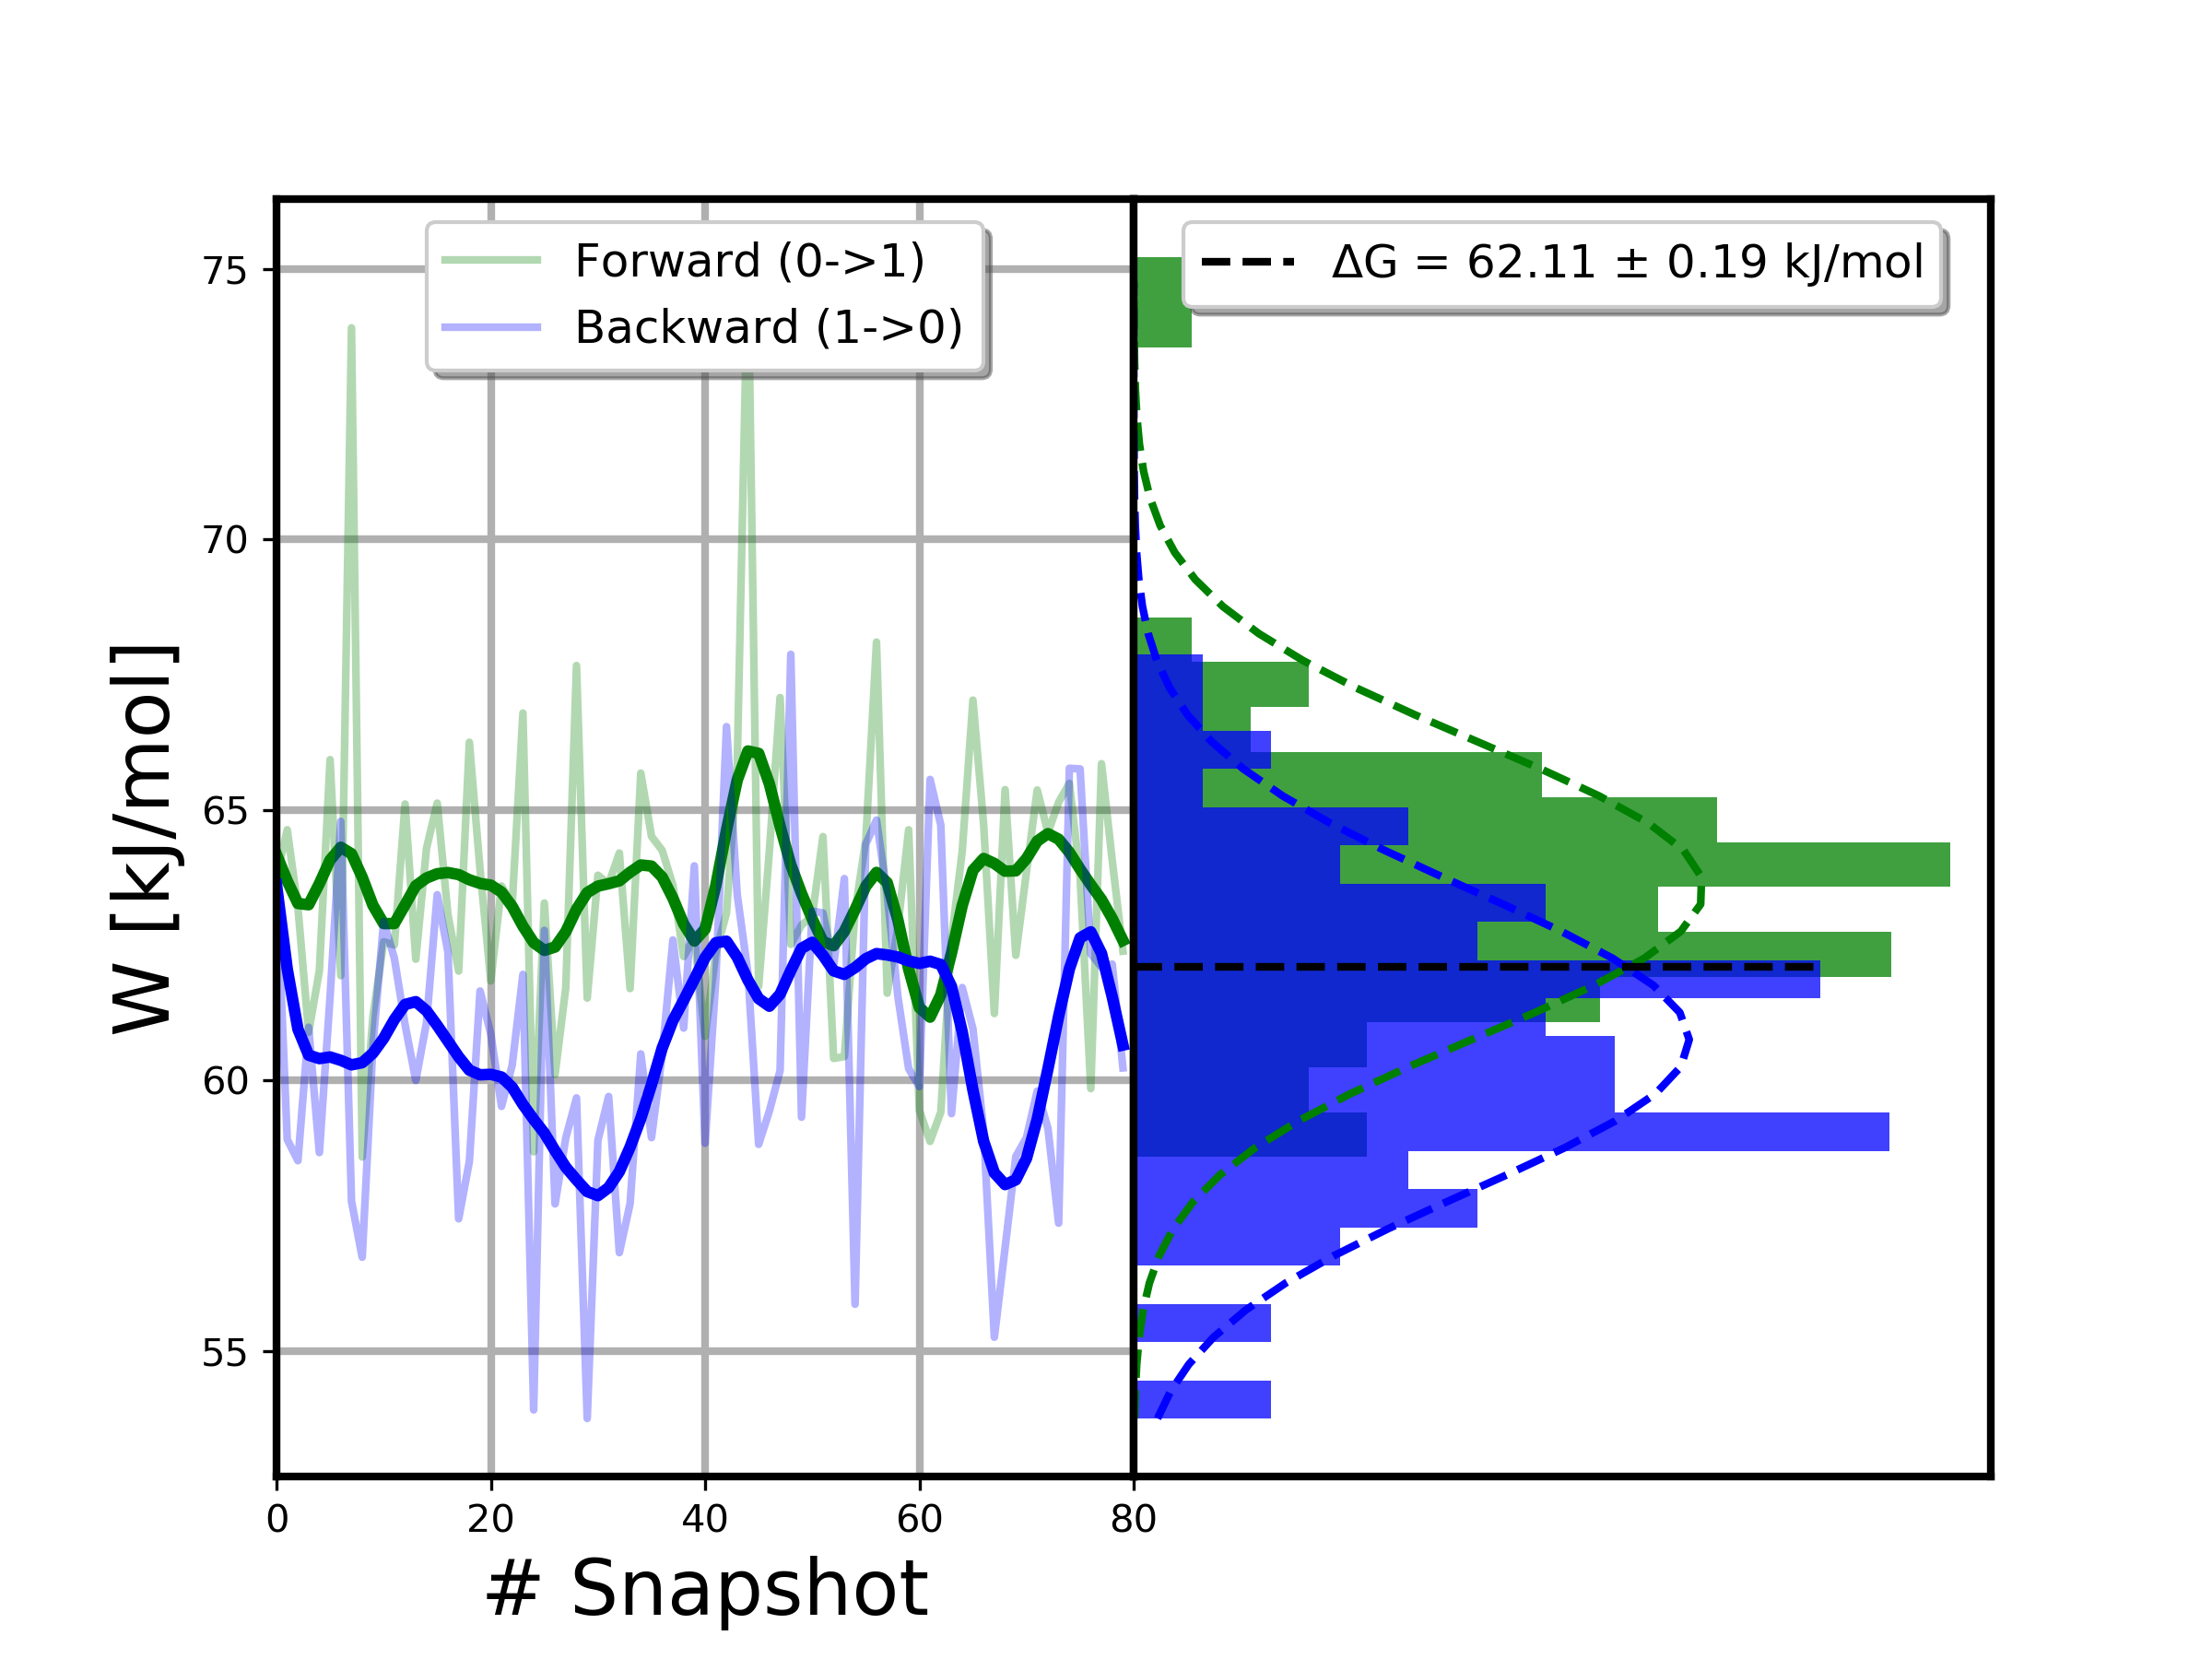 Forward (0->1)
Backward (1->0)
ΔG = 62.11 ± 0.19 kJ/mol
75
70
65
60
55
W [kJ/mol]
0
20
40
60
80
# Snapshot